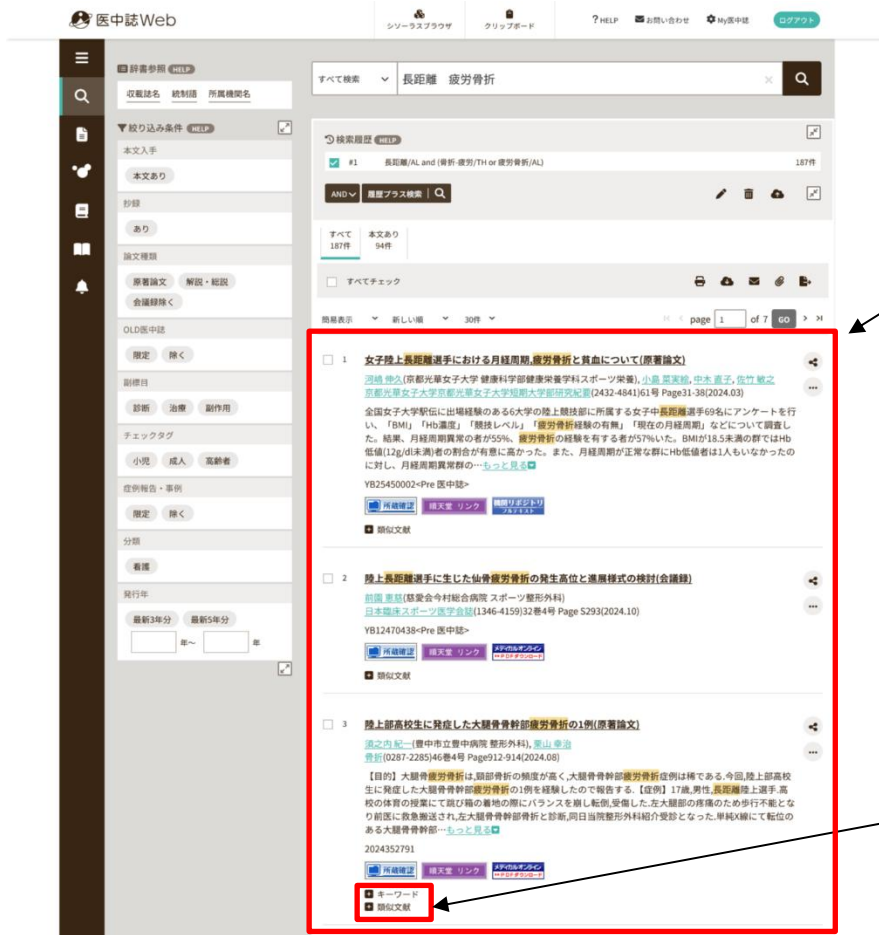 医中誌Web
シソーラスブラウザ
クリップボード
? HELP
お問い合わせ
My医中誌
ログアウト
辞書参照 HELP
収載誌名 統制語 所属機関名
絞り込み条件 HELP
本文入手
本文あり
抄録
あり
論文種類
原著論文 解説・総説
会議録除く
OLD医中誌
限定 除く
副標目
診断 治療 副作用
チェックタグ
小児 成人 高齢者
症例報告・事例
限定 除く
分類
看護
発行年
最新3年分 最新5年分
年～ 年
すべて検索 長距離 疲労骨折
検索履歴 HELP
#1 長距離/AL and (骨折-疲労/TH or 疲労骨折/AL) 187件
AND 履歴プラス検索
すべて 本文あり
187件 94件
すべてチェック
簡易表示 新しい順 30件 page 1 of 7 GO
1 女子陸上長距離選手における月経周期,疲労骨折と貧血について(原著論文)
河嶋 伸久(京都光華女子大学 健康科学部健康栄養学科スポーツ栄養), 小島 菜実絵, 中木 直子, 佐竹 敏之
京都光華女子大学京都光華女子大学短期大学部研究紀要(2432-4841)61号 Page31-38(2024.03)
全国女子大学駅伝に出場経験のある6大学の陸上競技部に所属する女子中長距離選手69名にアンケートを行
い、「BMI」「Hb濃度」「競技レベル」「疲労骨折経験の有無」「現在の月経周期」などについて調査し
た。結果、月経周期異常の者が55%、疲労骨折の経験を有する者が57%いた。BMIが18.5未満の群ではHb
低値(12g/dl未満)者の割合が有意に高かった。また、月経周期が正常な群にHb低値者は1人もいなかったの
に対し、月経周期異常群の…もっと見る
YB25450002<Pre 医中誌>
所蔵確認 順天堂 リンク 機関リポジトリ フルテキスト
類似文献
2 陸上長距離選手に生じた仙骨疲労骨折の発生高位と進展様式の検討(会議録)
前園 恵慈(慈愛会今村総合病院 スポーツ整形外科)
日本臨床スポーツ医学会誌(1346-4159)32巻4号 Page S293(2024.10)
YB12470438<Pre 医中誌>
所蔵確認 順天堂 リンク メディカルオンライン PDFダウンロード
類似文献
3 陸上部高校生に発症した大腿骨骨幹部疲労骨折の1例(原著論文)
須之内 紀一(豊中市立豊中病院 整形外科), 栗山 幸治
骨折(0287-2285)46巻4号 Page912-914(2024.08)
【目的】大腿骨疲労骨折は,頸部骨折の頻度が高く,大腿骨骨幹部疲労骨折症例は稀である.今回,陸上部高校
生に発症した大腿骨骨幹部疲労骨折の1例を経験したので報告する.【症例】17歳,男性,長距離陸上選手.高
校の体育の授業にて跳び箱の着地の際にバランスを崩し転倒,受傷した.左大腿部の疼痛のため歩行不能とな
り前医に救急搬送され,左大腿骨骨幹部骨折と診断,同日当院整形外科紹介受診となった.単純X線にて転位の
ある大腿骨骨幹部…もっと見る
2024352791
所蔵確認 順天堂 リンク メディカルオンライン PDFダウンロード
キーワード
類似文献